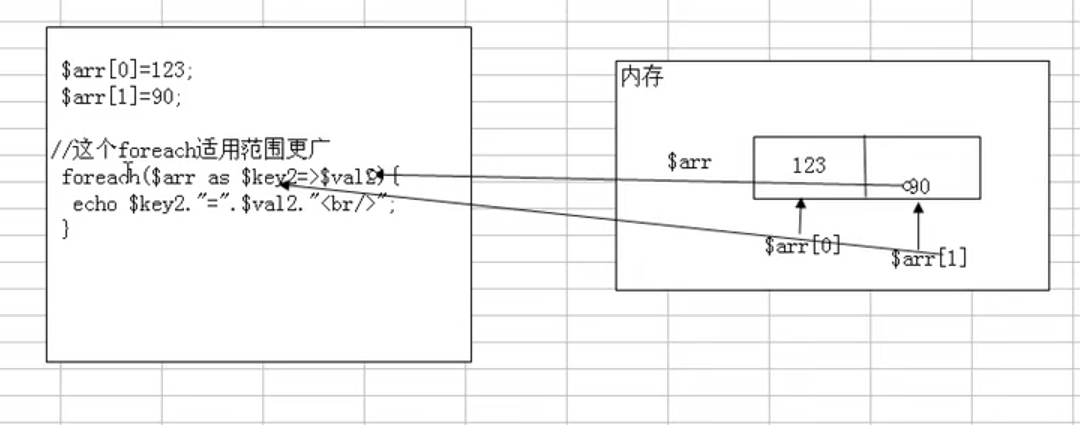 $arr[0]=123;
$arr[1]=90;
//这个foreach适用范围更广
foreach($arr as $key2=>$val2){
echo $key2."=".$val2."<br/>";
}
内存
$arr
123
90
$arr[0]
$arr[1]